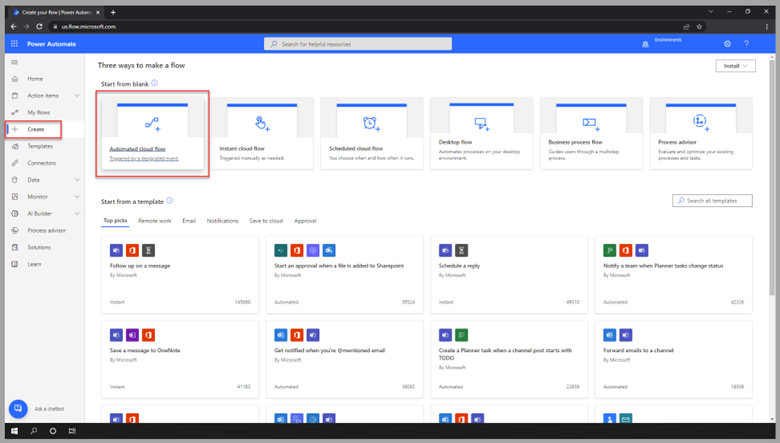 Create your flow | Power Automa
us.flow.microsoft.com
Power Automate
Search for helpful resources
Environments
Home
Action items
My flows
Create
Templates
Connectors
Data
Monitor
AI Builder
Process advisor
Solutions
Learn
Ask a chatbot
Three ways to make a flow
Install
Start from blank
Automated cloud flow
Triggered by a designated event.
Instant cloud flow
Triggered manually as needed.
Scheduled cloud flow
You choose when and how often it runs.
Desktop flow
Automates processes on your desktop environment.
Business process flow
Guides users through a multistep process.
Process advisor
Evaluate and optimize your existing processes and tasks.
Start from a template
Search all templates
Top picks
Remote work
Email
Notifications
Save to cloud
Approval
Follow up on a message
By Microsoft
Instant
Start an approval when a file is added to Sharepoint
By Microsoft
Automated
59524
Schedule a reply
By Microsoft
Instant
Notify a team when Planner tasks change status
By Microsoft
Automated
42326
Save a message to OneNote
By Microsoft
Instant
41183
Get notified when you're @mentioned email
By Microsoft
Automated
Create a Planner task when a channel post starts with TODO
By Microsoft
Automated
Forward emails to a channel
By Microsoft
Automated